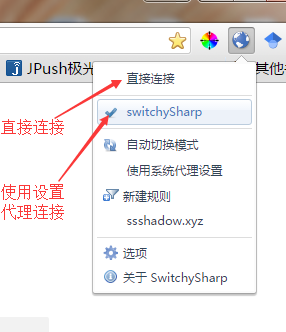 JPush极光
其他书
直接连接
switchySharp
自动切换模式
使用系统代理设置
新建规则
ssshadow.xyz
选项
关于 SwitchySharp
直接连接
使用设置
代理连接